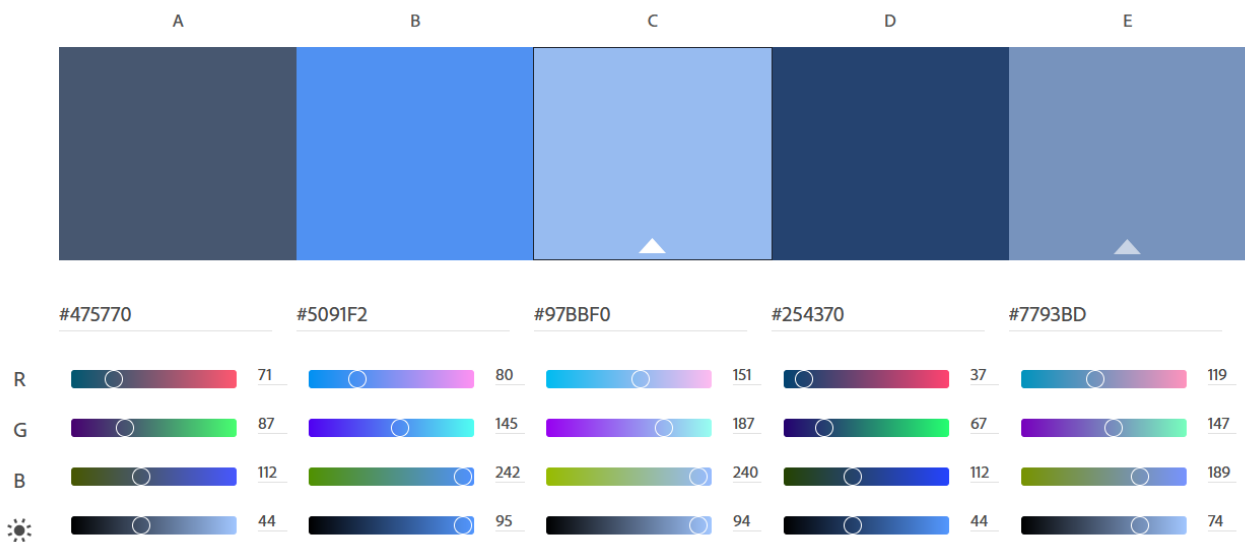 A B C D E
#475770 #5091F2 #97BBF0 #254370 #7793BD
R 71 80 151 37 119
G 87 145 187 67 147
B 112 242 240 112 189
44 95 94 44 74